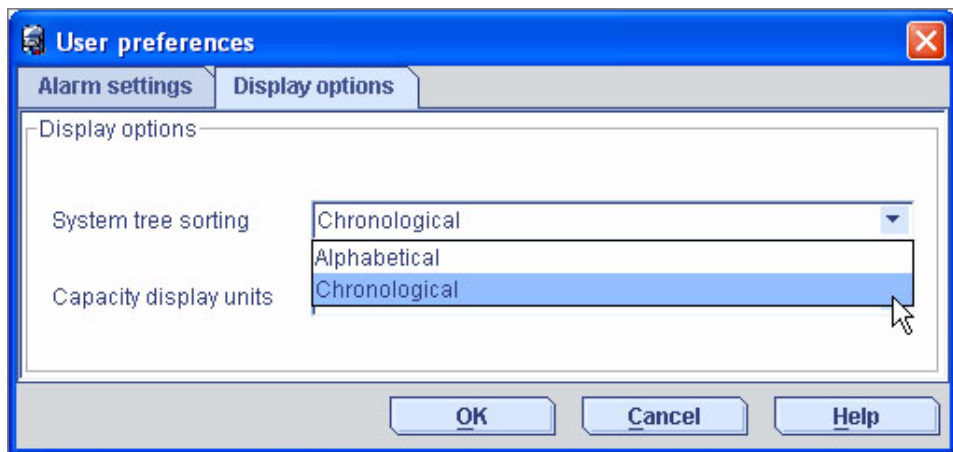 User preferences
Alarm settings Display options
Display options
System tree sorting Chronological
Alphabetical
Capacity display units Chronological
OK Cancel Help